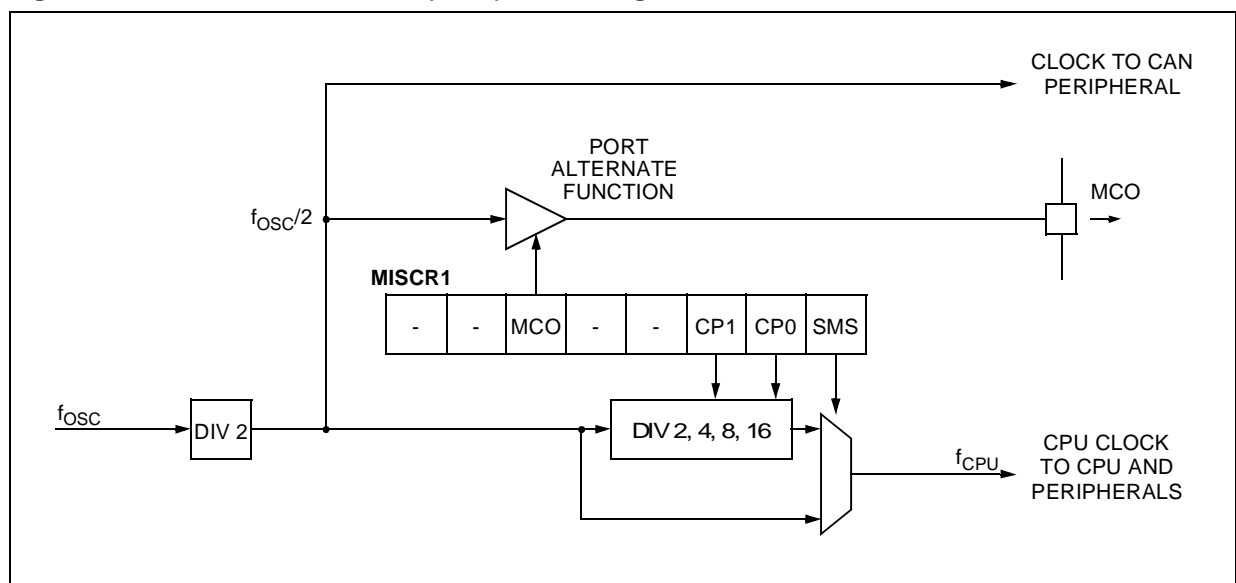 CLOCK TO CAN
PERIPHERAL
PORT
ALTERNATE
FUNCTION
MCO
fOSC/2
MISCR1
- - MCO - - CP1 CP0 SMS
fOSC
DIV 2
DIV 2, 4, 8, 16
fCPU
CPU CLOCK
TO CPU AND
PERIPHERALS